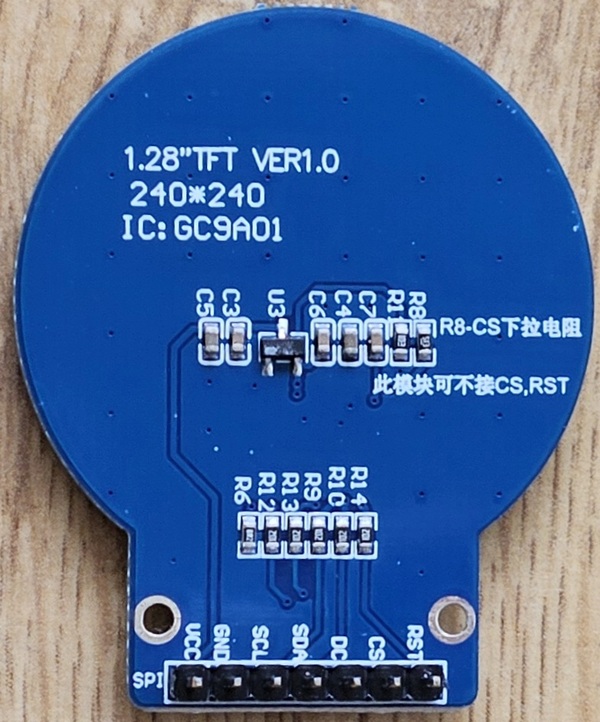 1.28"TFT VER1.0
240*240
IC:GC9A01
C5 C3 U3 C6 C4 C7 R1 R8
R8-CS下拉电阻
此模块可不接CS,RST
R6 R12 R13 R9 R10 R14
VCC GND SCL SDA DC CS RST
SPI